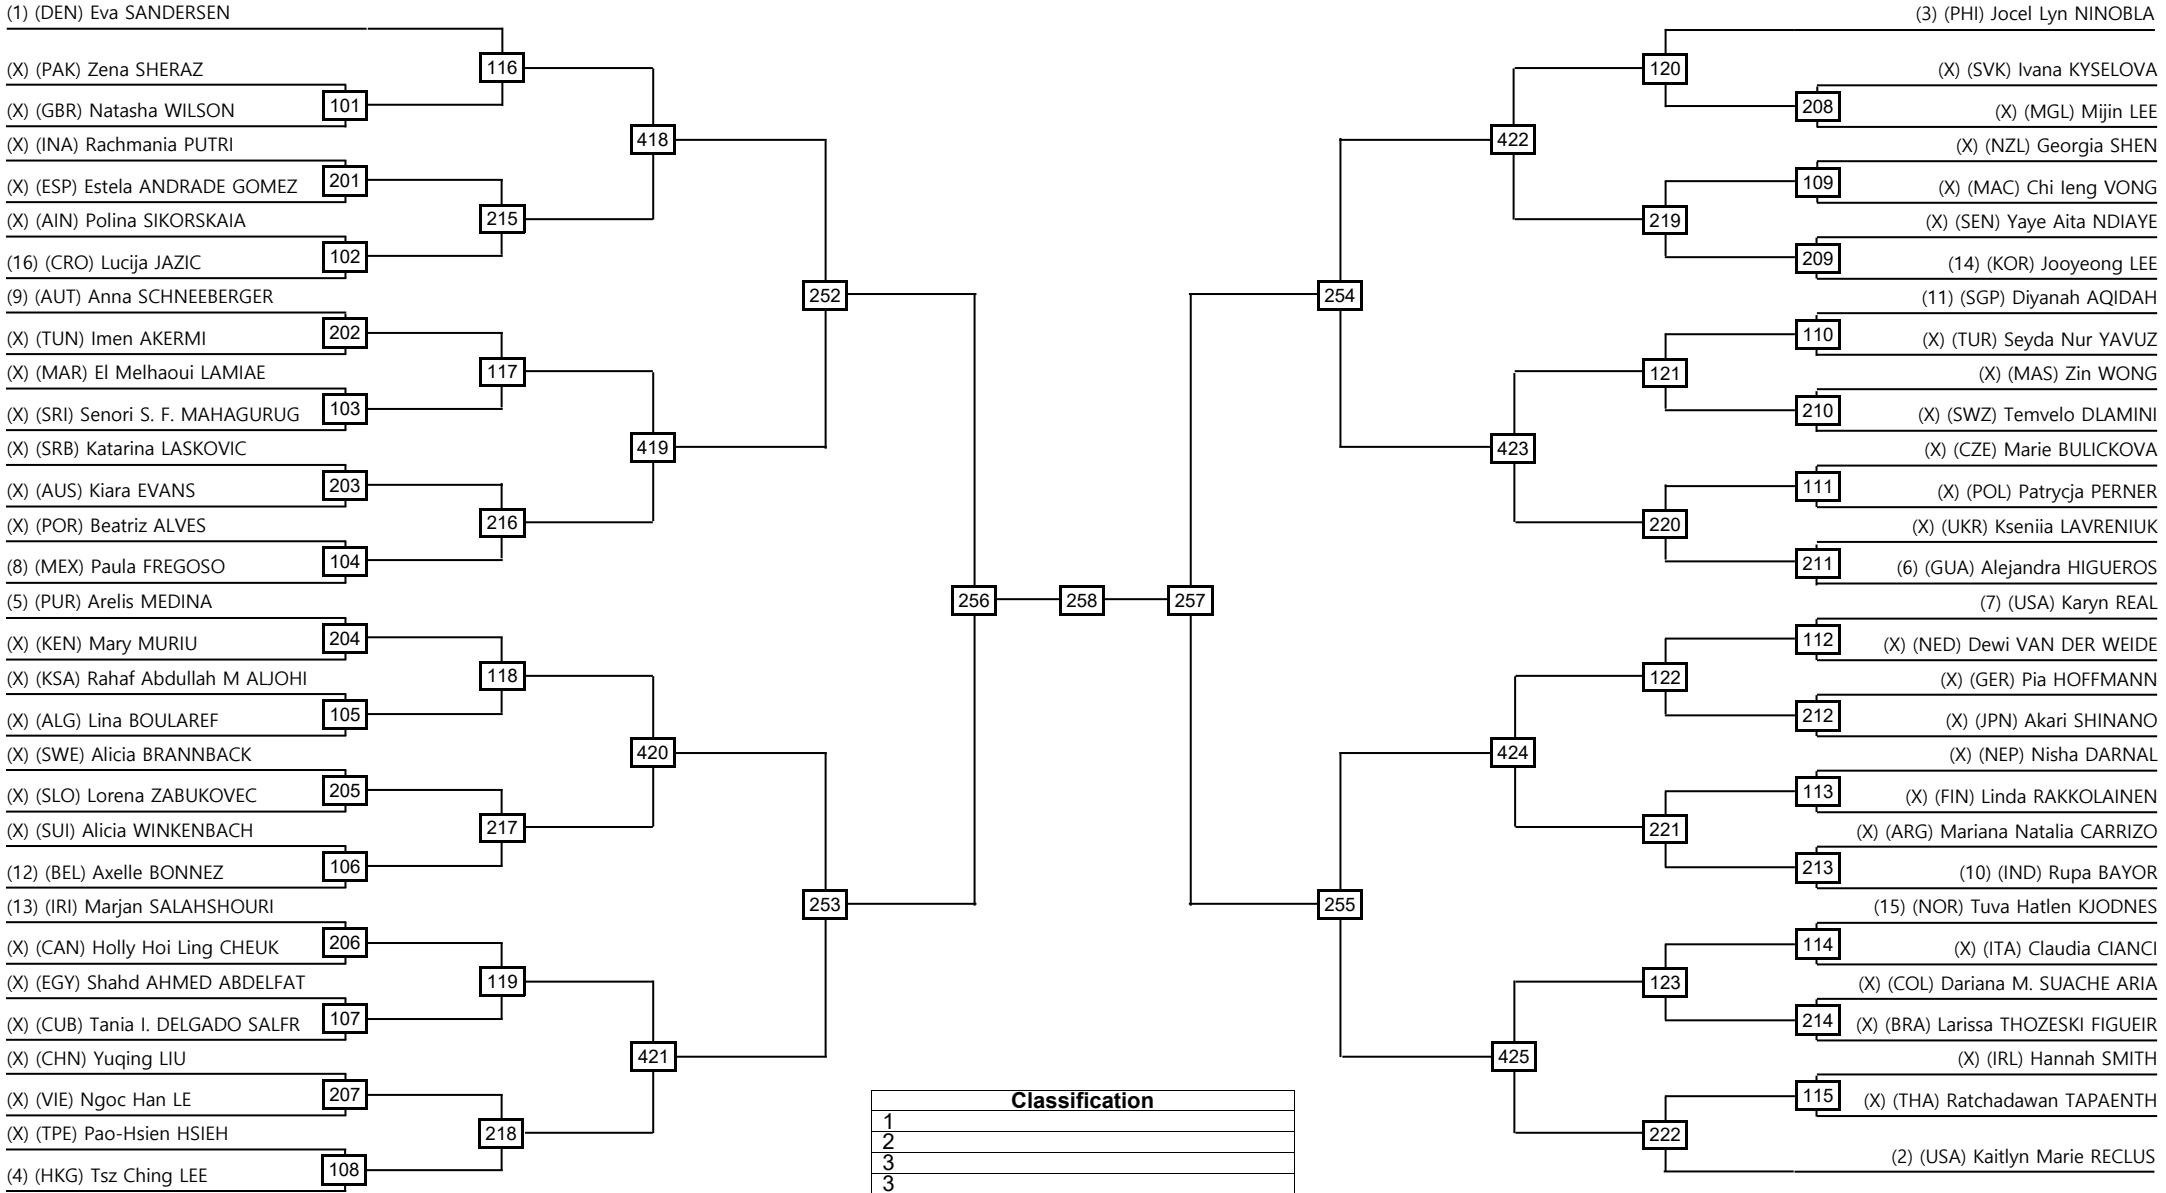 (1) (DEN) Eva SANDERSEN
(X) (PAK) Zena SHERAZ
(X) (GBR) Natasha WILSON
(X) (INA) Rachmania PUTRI
(X) (ESP) Estela ANDRADE GOMEZ
(X) (AIN) Polina SIKORSKAIA
(16) (CRO) Lucija JAZIC
(9) (AUT) Anna SCHNEEBERGER
(X) (TUN) Imen AKERMI
(X) (MAR) El Melhaoui LAMIAE
(X) (SRI) Senori S. F. MAHAGURUG
(X) (SRB) Katarina LASKOVIC
(X) (AUS) Kiara EVANS
(X) (POR) Beatriz ALVES
(8) (MEX) Paula FREGOSO
(5) (PUR) Arelis MEDINA
(X) (KEN) Mary MURIU
(X) (KSA) Rahaf Abdullah M ALJOHI
(X) (ALG) Lina BOULAREF
(X) (SWE) Alicia BRANNBACK
(X) (SLO) Lorena ZABUKOVEC
(X) (SUI) Alicia WINKENBACH
(12) (BEL) Axelle BONNEZ
(13) (IRI) Marjan SALAHSHOURI
(X) (CAN) Holly Hoi Ling CHEUK
(X) (EGY) Shahd AHMED ABDELFAT
(X) (CUB) Tania I. DELGADO SALFR
(X) (CHN) Yuqing LIU
(X) (VIE) Ngoc Han LE
(X) (TPE) Pao-Hsien HSIEH
(4) (HKG) Tsz Ching LEE
101
201
102
202
103
203
104
204
105
205
106
206
107
207
108
116
215
117
216
118
217
119
218
418
419
420
421
252
253
256
258
257
254
255
422
423
424
425
120
219
121
220
122
221
123
222
208
109
209
110
210
111
211
112
212
113
213
114
214
115
(3) (PHI) Jocel Lyn NINOBLA
(X) (SVK) Ivana KYSELOVA
(X) (MGL) Mijin LEE
(X) (NZL) Georgia SHEN
(X) (MAC) Chi Ieng VONG
(X) (SEN) Yaye Aita NDIAYE
(14) (KOR) Jooyeong LEE
(11) (SGP) Diyanah AQIDAH
(X) (TUR) Seyda Nur YAVUZ
(X) (MAS) Zin WONG
(X) (SWZ) Temvelo DLAMINI
(X) (CZE) Marie BULICKOVA
(X) (POL) Patrycja PERNER
(X) (UKR) Kseniia LAVRENIUK
(6) (GUA) Alejandra HIGUEROS
(7) (USA) Karyn REAL
(X) (NED) Dewi VAN DER WEIDE
(X) (GER) Pia HOFFMANN
(X) (JPN) Akari SHINANO
(X) (NEP) Nisha DARNAL
(X) (FIN) Linda RAKKOLAINEN
(X) (ARG) Mariana Natalia CARRIZO
(10) (IND) Rupa BAYOR
(15) (NOR) Tuva Hatlen KJODNES
(X) (ITA) Claudia CIANCI
(X) (COL) Dariana M. SUACHE ARIA
(X) (BRA) Larissa THOZESKI FIGUEIR
(X) (IRL) Hannah SMITH
(X) (THA) Ratchadawan TAPAENTH
(2) (USA) Kaitlyn Marie RECLUS
Classification
1
2
3
3